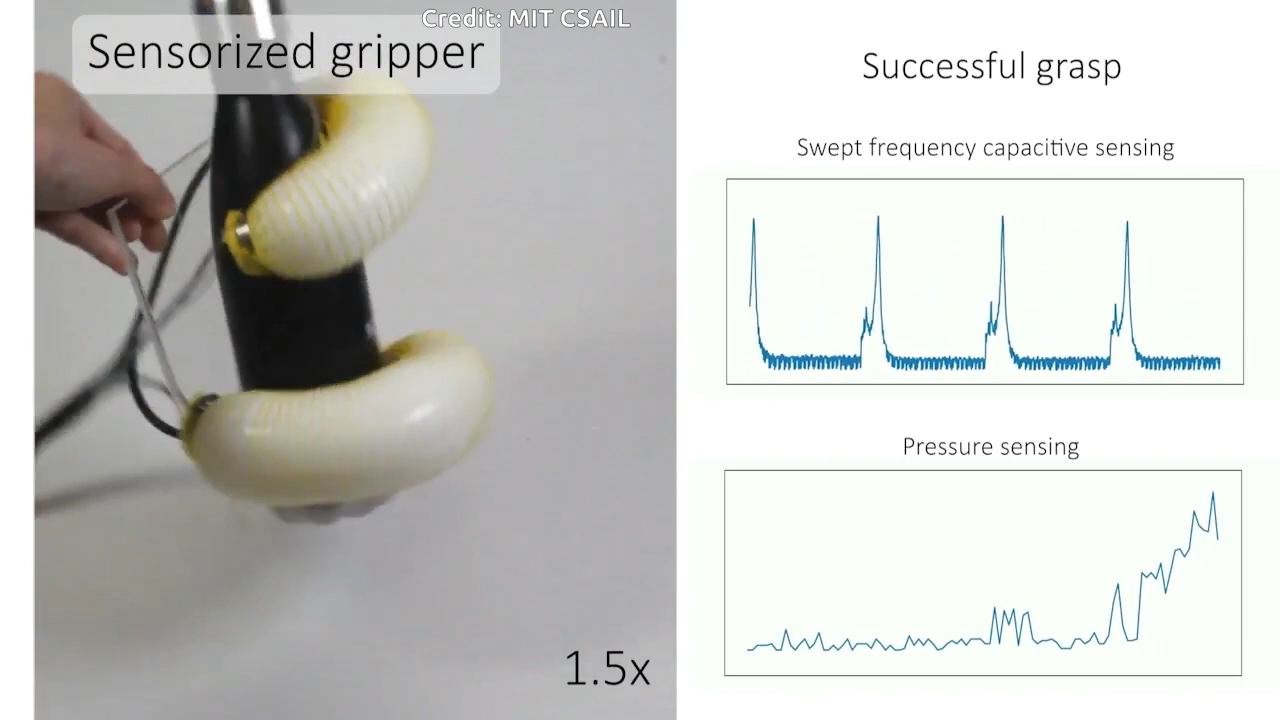 Credit: MIT CSAIL
Sensorized gripper
Successful grasp
Swept frequency capacitive sensing
Pressure sensing
1.5x